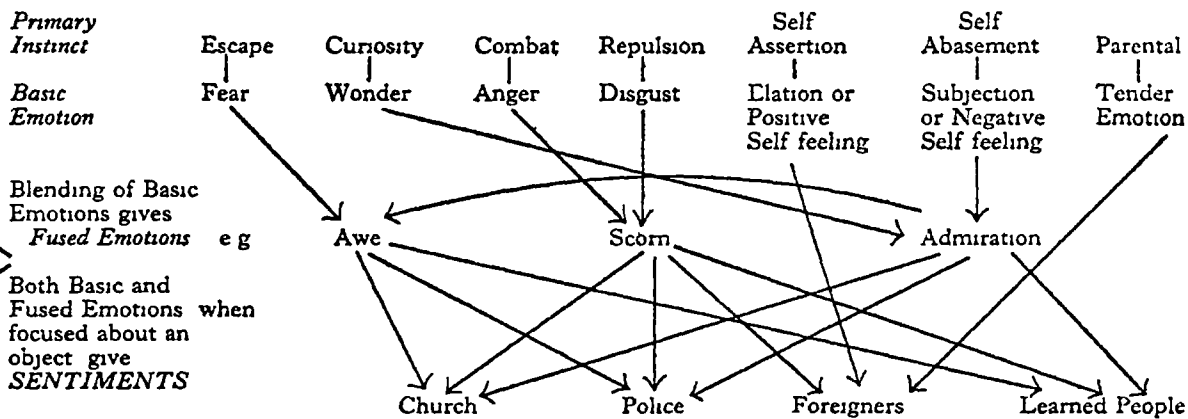 Primary Instinct Escape Curiosity Combat Repulsion Self Assertion Self Abasement Parental
Basic Emotion Fear Wonder Anger Disgust Elation or Positive Self feeling Subjection or Negative Self feeling Tender Emotion
Blending of Basic
Emotions gives
Fused Emotions e g Awe Scorn Admiration
Both Basic and
Fused Emotions when
focused about an
object give
SENTIMENTS
Church Police Foreigners Learned People